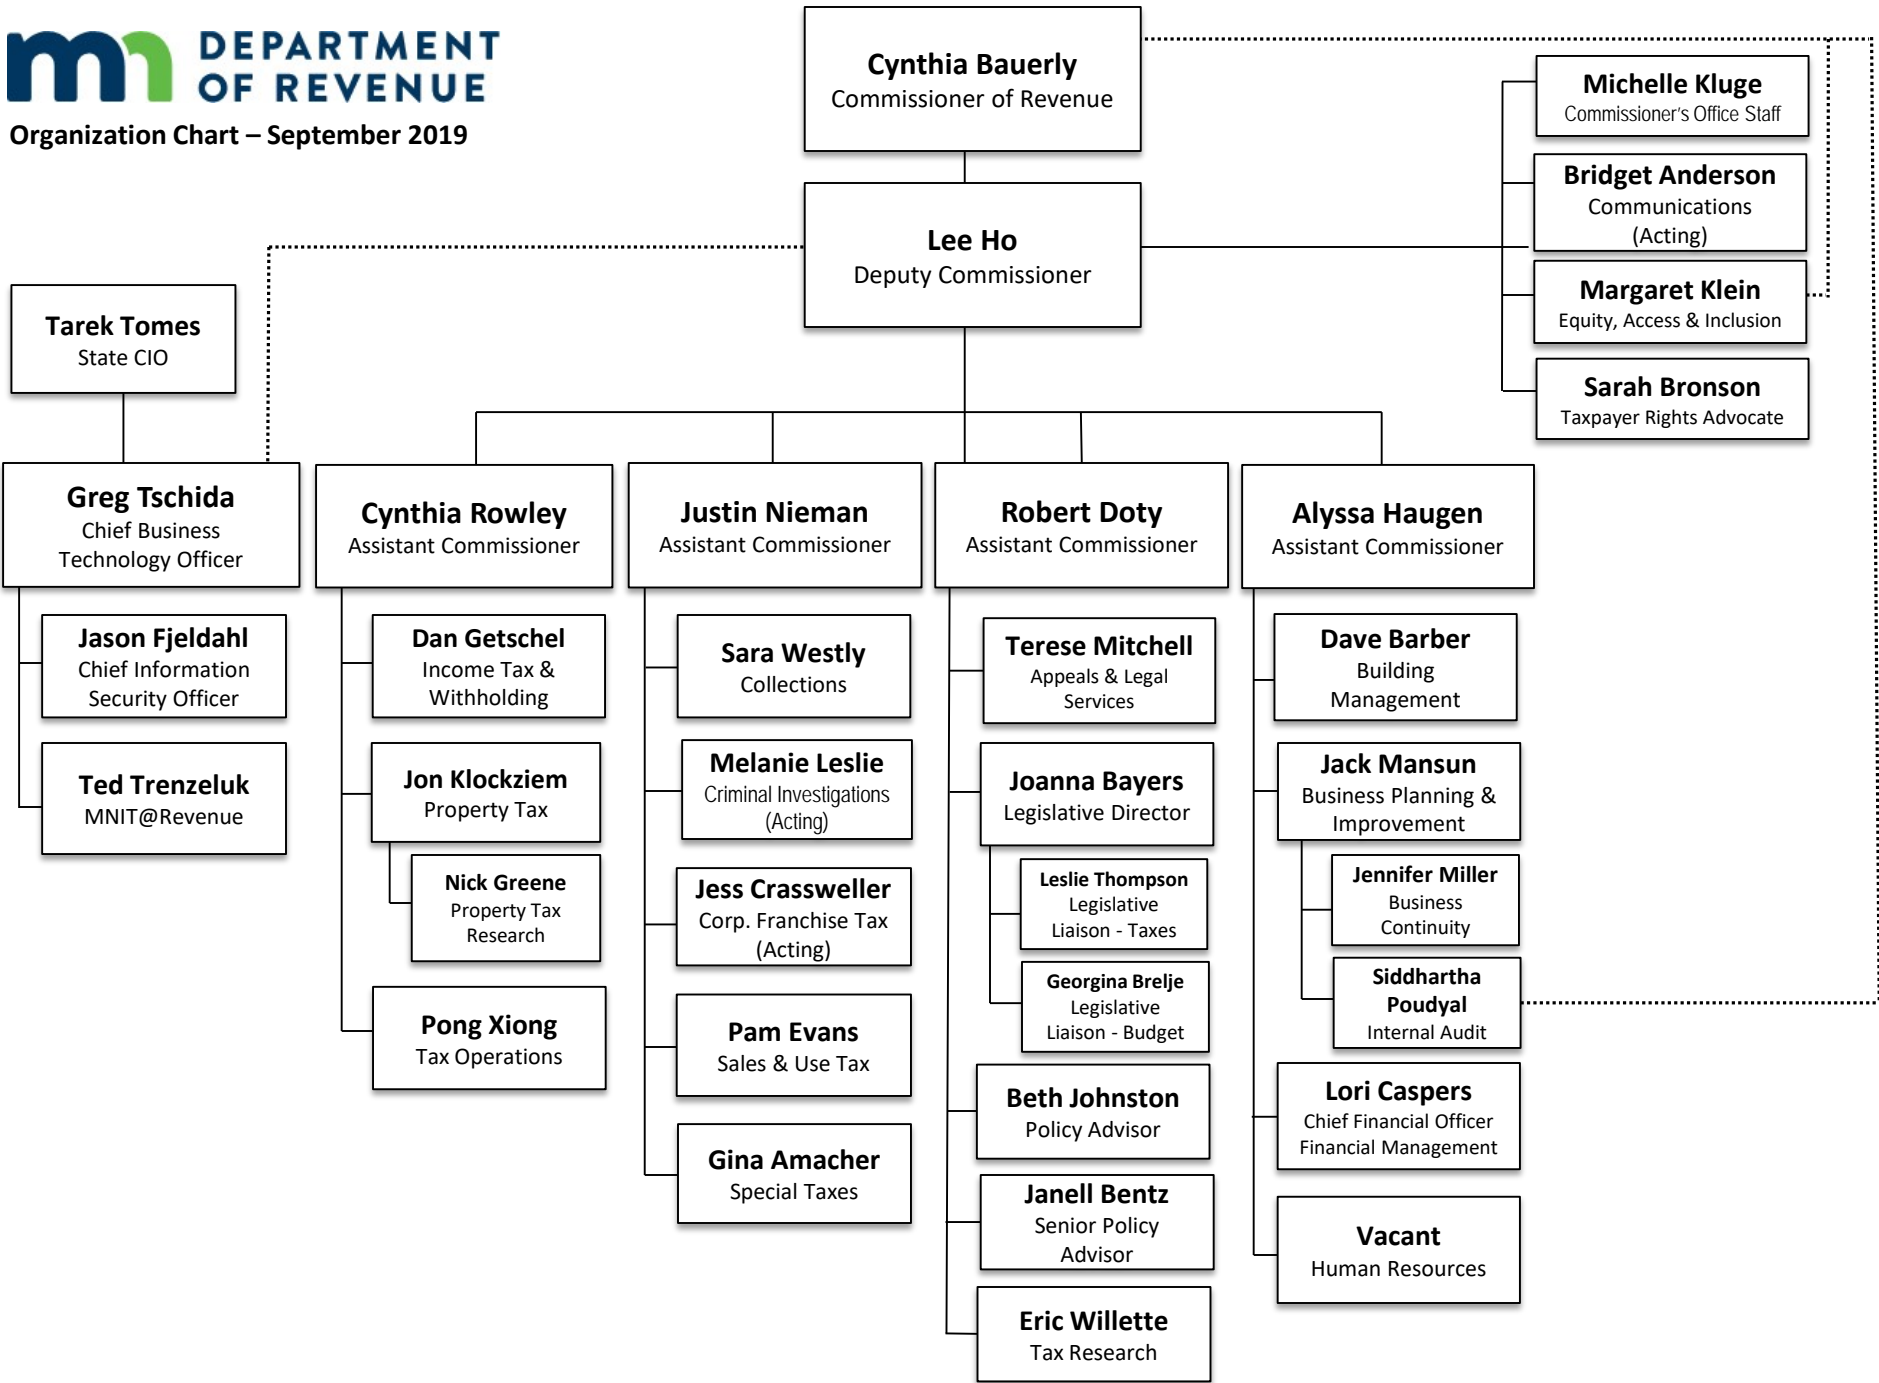 mn DEPARTMENT
OF REVENUE
Organization Chart – September 2019
Cynthia Bauerly
Commissioner of Revenue
Lee Ho
Deputy Commissioner
Michelle Kluge
Commissioner's Office Staff
Bridget Anderson
Communications
(Acting)
Margaret Klein
Equity, Access & Inclusion
Sarah Bronson
Taxpayer Rights Advocate
Tarek Tomes
State CIO
Greg Tschida
Chief Business
Technology Officer
Jason Fjeldahl
Chief Information
Security Officer
Ted Trenzeluk
MNIT@Revenue
Cynthia Rowley
Assistant Commissioner
Dan Getschel
Income Tax &
Withholding
Jon Klockziem
Property Tax
Nick Greene
Property Tax
Research
Pong Xiong
Tax Operations
Justin Nieman
Assistant Commissioner
Sara Westly
Collections
Melanie Leslie
Criminal Investigations
(Acting)
Jess Crassweller
Corp. Franchise Tax
(Acting)
Pam Evans
Sales & Use Tax
Gina Amacher
Special Taxes
Robert Doty
Assistant Commissioner
Terese Mitchell
Appeals & Legal
Services
Joanna Bayers
Legislative Director
Leslie Thompson
Legislative
Liaison - Taxes
Georgina Brelje
Legislative
Liaison - Budget
Beth Johnston
Policy Advisor
Janell Bentz
Senior Policy
Advisor
Eric Willette
Tax Research
Alyssa Haugen
Assistant Commissioner
Dave Barber
Building
Management
Jack Mansun
Business Planning &
Improvement
Jennifer Miller
Business
Continuity
Siddhartha
Poudyal
Internal Audit
Lori Caspers
Chief Financial Officer
Financial Management
Vacant
Human Resources